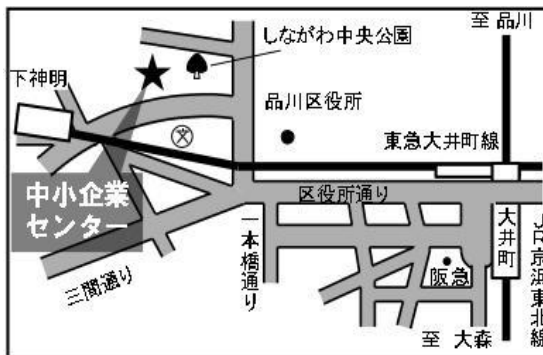 至 品川
しながわ中央公園
下神明
品川区役所
東急大井町線
中小企業
センター
区役所通り
一本橋通り
大井町
JR京浜東北線
三間通り
阪急
至 大森